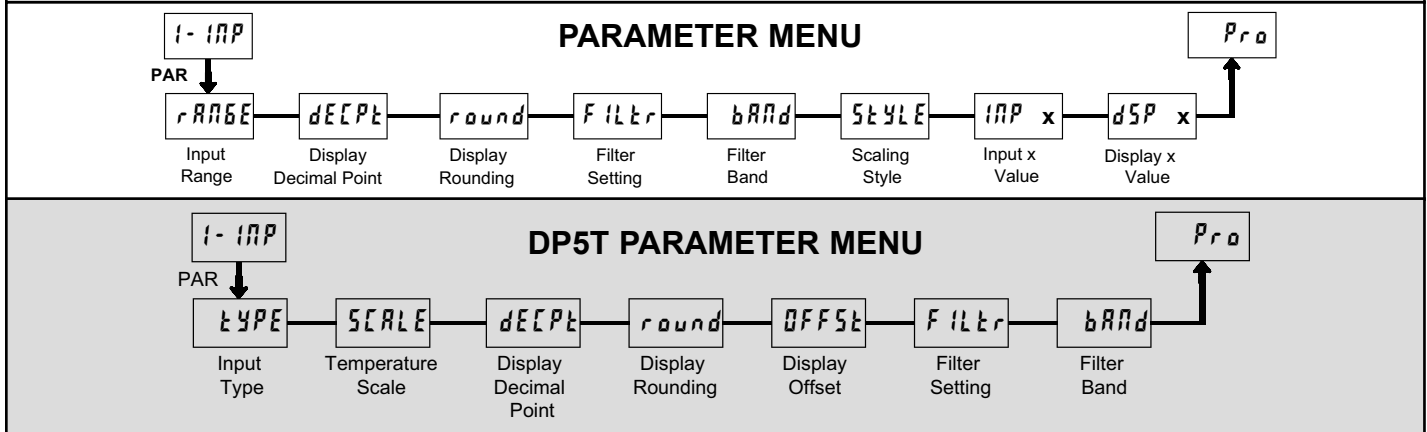 1-INP
PARAMETER MENU
Pro
PAR
rANGE dECPt round FILtr bANd StYLE INP x dSP x
Input Display Display Filter Filter Scaling Input x Display x
Range Decimal Point Rounding Setting Band Style Value Value
1-INP
DP5T PARAMETER MENU
Pro
PAR
tYPE SCALE dECPt round OFFSt FILtr bANd
Input Temperature Display Display Display Filter Filter
Type Scale Decimal Rounding Offset Setting Band
Point